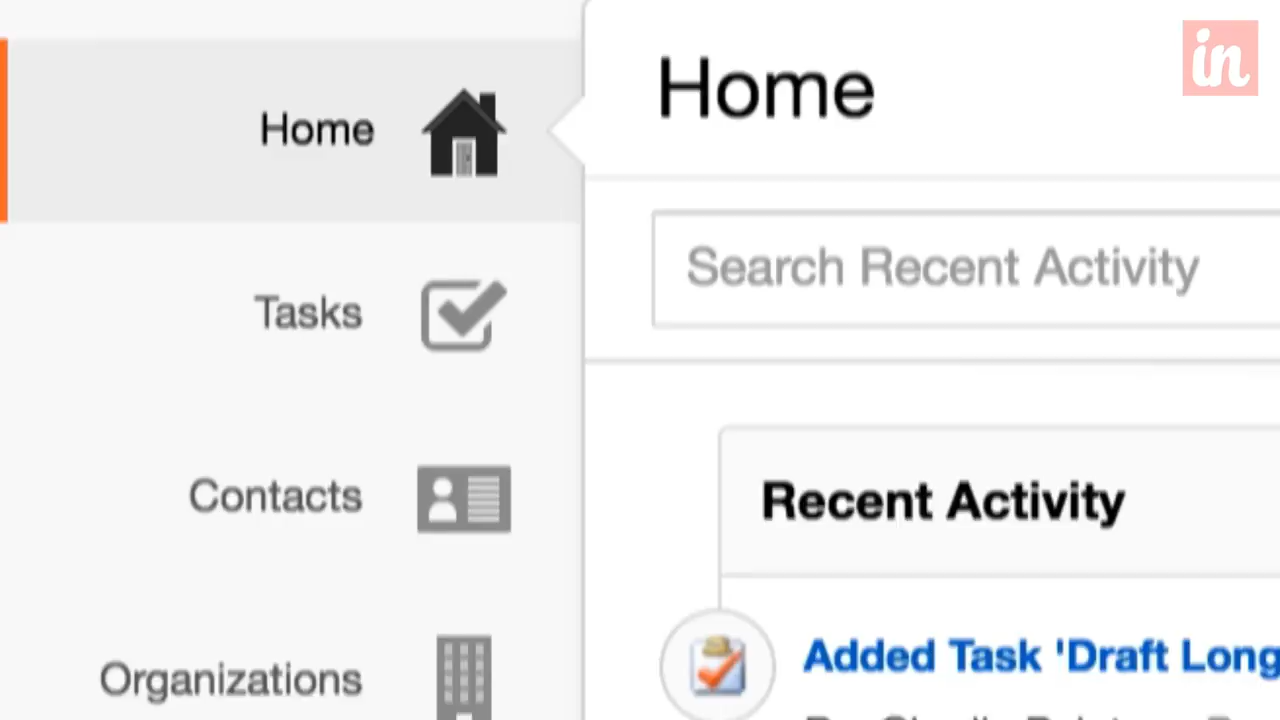 in
Home
Tasks
Contacts
Organizations
Home
Search Recent Activity
Recent Activity
Added Task 'Draft Long